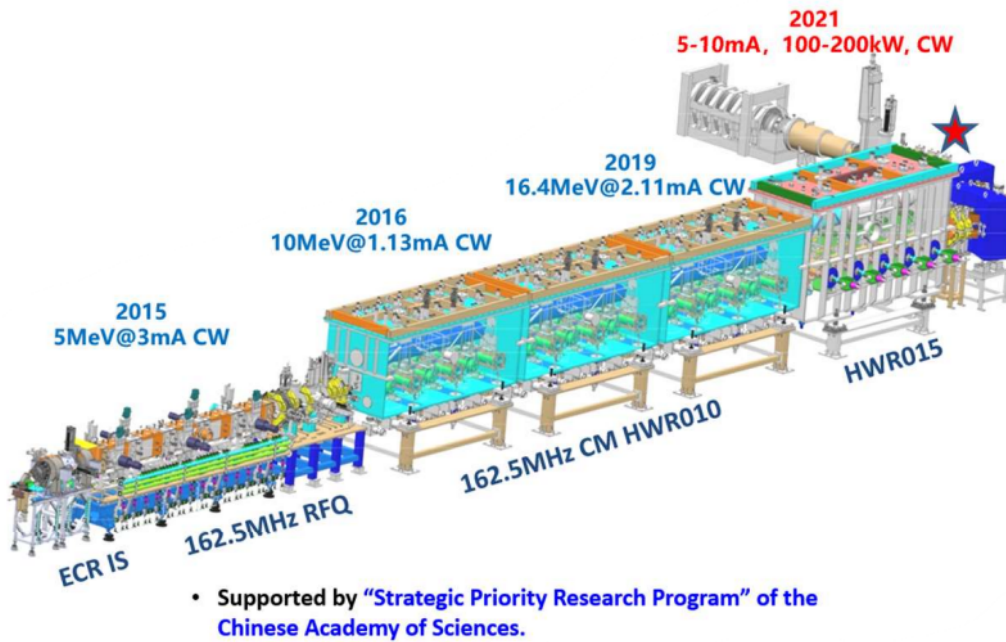 2021
5-10mA, 100-200kW, CW
2019
16.4MeV@2.11mA CW
2016
10MeV@1.13mA CW
2015
5MeV@3mA CW
HWR015
162.5MHz CM HWR010
162.5MHz RFQ
ECR IS
• Supported by “Strategic Priority Research Program” of the
Chinese Academy of Sciences.